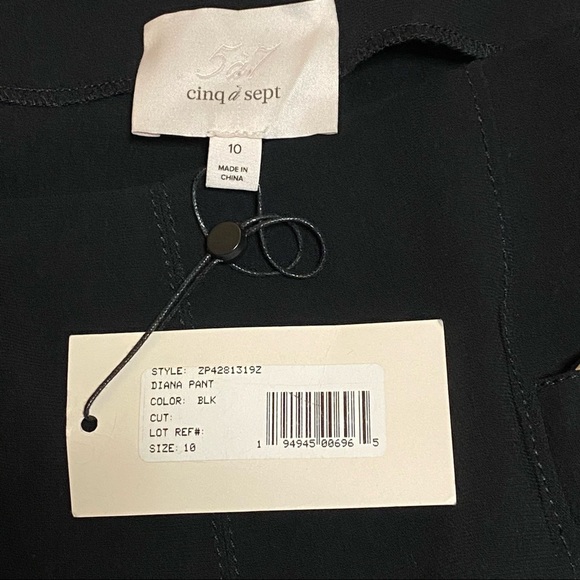 5à7
cinq à sept
10
MADE IN
CHINA
STYLE: ZP4281319Z
DIANA PANT
COLOR: BLK
CUT:
LOT REF#:
SIZE: 10
1 94945 00696 5